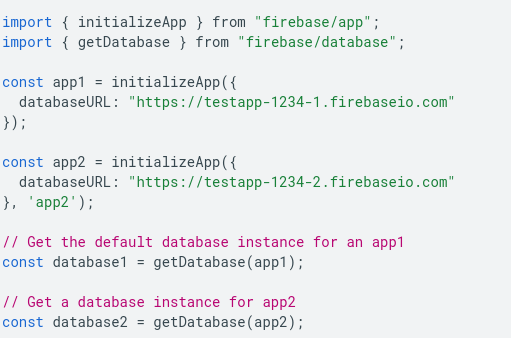 import { initializeApp } from "firebase/app";
import { getDatabase } from "firebase/database";
const app1 = initializeApp({
  databaseURL: "https://testapp-1234-1.firebaseio.com"
});
const app2 = initializeApp({
  databaseURL: "https://testapp-1234-2.firebaseio.com"
}, 'app2');
// Get the default database instance for an app1
const database1 = getDatabase(app1);
// Get a database instance for app2
const database2 = getDatabase(app2);